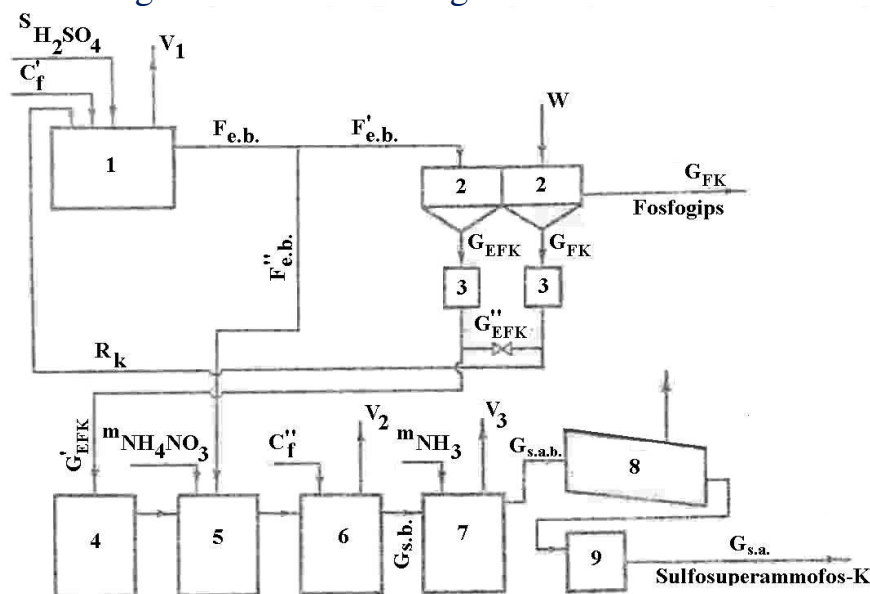 S H₂SO₄
V₁
C'f
W
Fe.b.
F'e.b.
1
2
2
GFK
Fosfogips
F''e.b.
GEFK
GFK
3
3
G''EFK
Rk
G'EFK
mNH₄NO₃
C''f
V₂
mNH₃
V₃
Gs.a.b.
8
4
5
6
Gs.b.
7
9
Gs.a.
Sulfosuperammofos-K